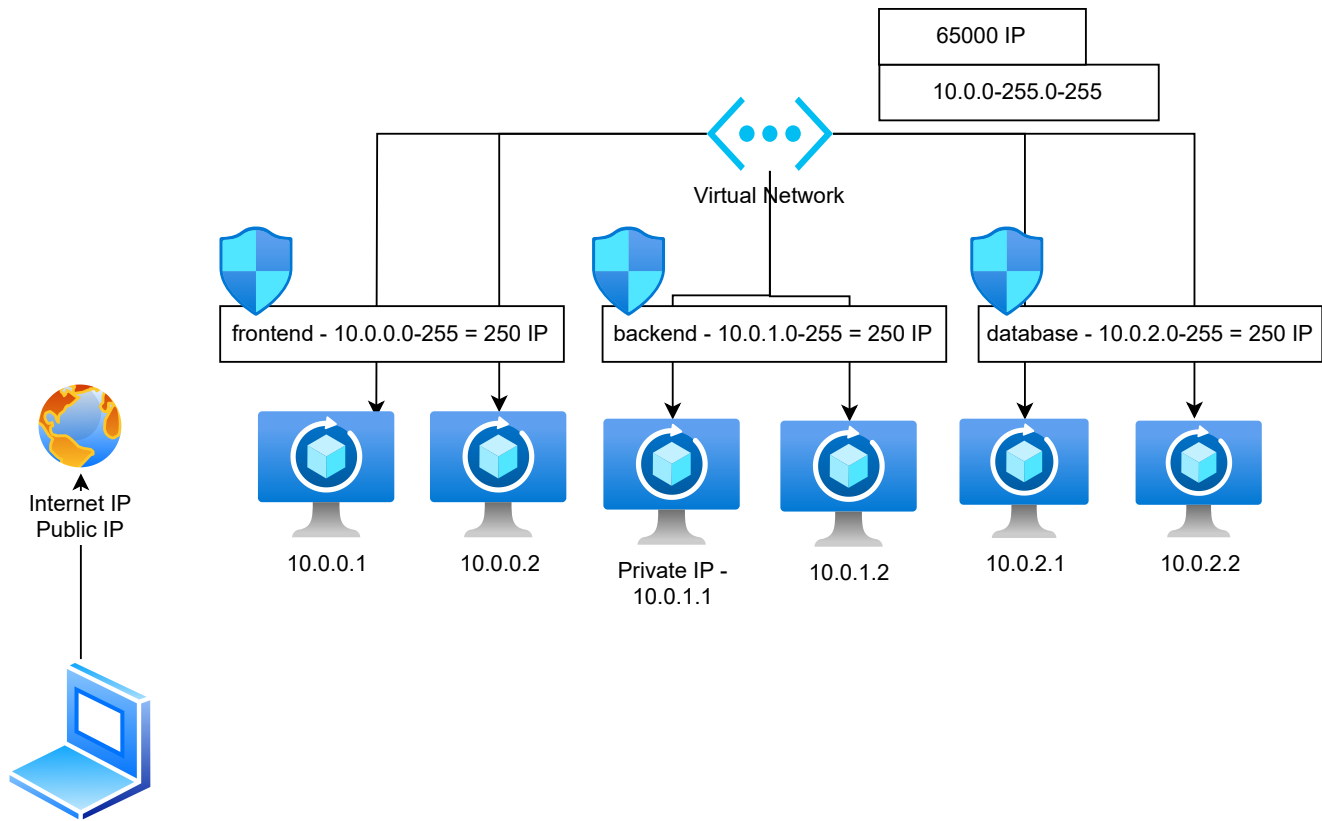 65000 IP
10.0.0-255.0-255
Virtual Network
frontend - 10.0.0.0-255 = 250 IP
backend - 10.0.1.0-255 = 250 IP
database - 10.0.2.0-255 = 250 IP
Internet IP
Public IP
10.0.0.1
10.0.0.2
Private IP -
10.0.1.1
10.0.1.2
10.0.2.1
10.0.2.2